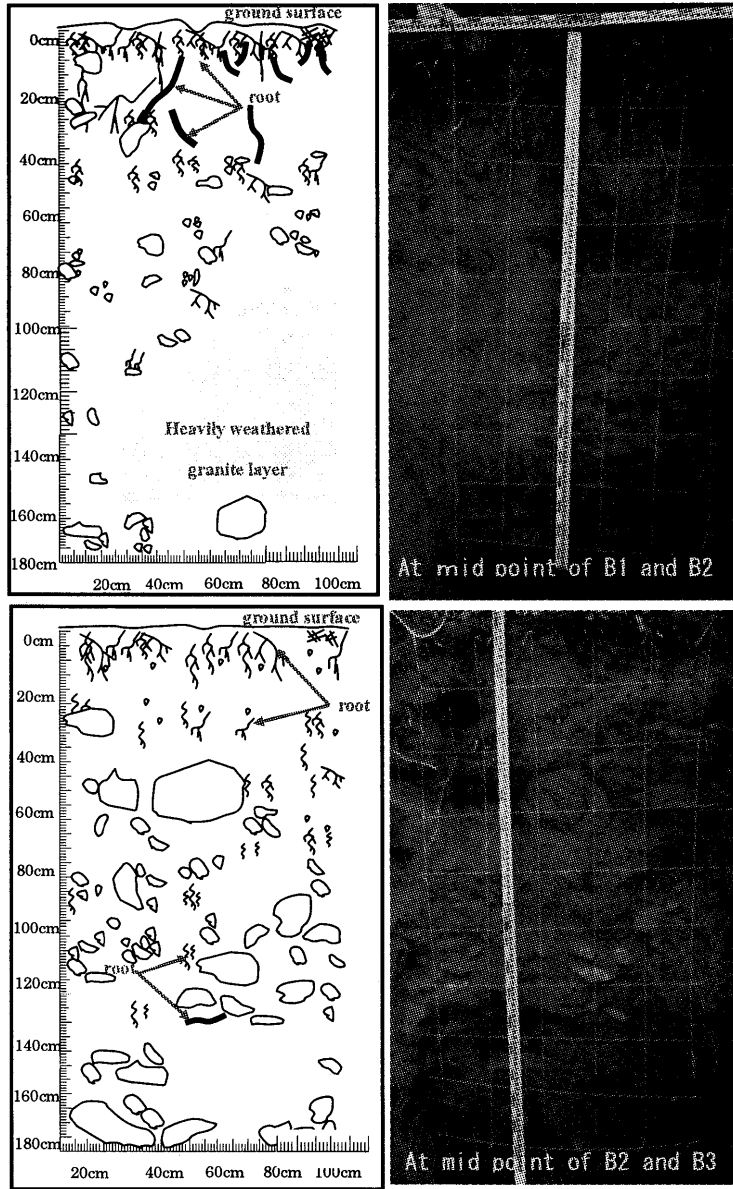 ground surface
0cm
20cm
root
40cm
60cm
80cm
100cm
120cm
Heavily weathered
140cm
granite layer
160cm
180cm
20cm 40cm 60cm 80cm 100cm
At mid point of B1 and B2
ground surface
0cm
20cm
root
40cm
60cm
80cm
100cm
root
120cm
140cm
160cm
180cm
20cm 40cm 60cm 80cm 100cm
At mid point of B2 and B3